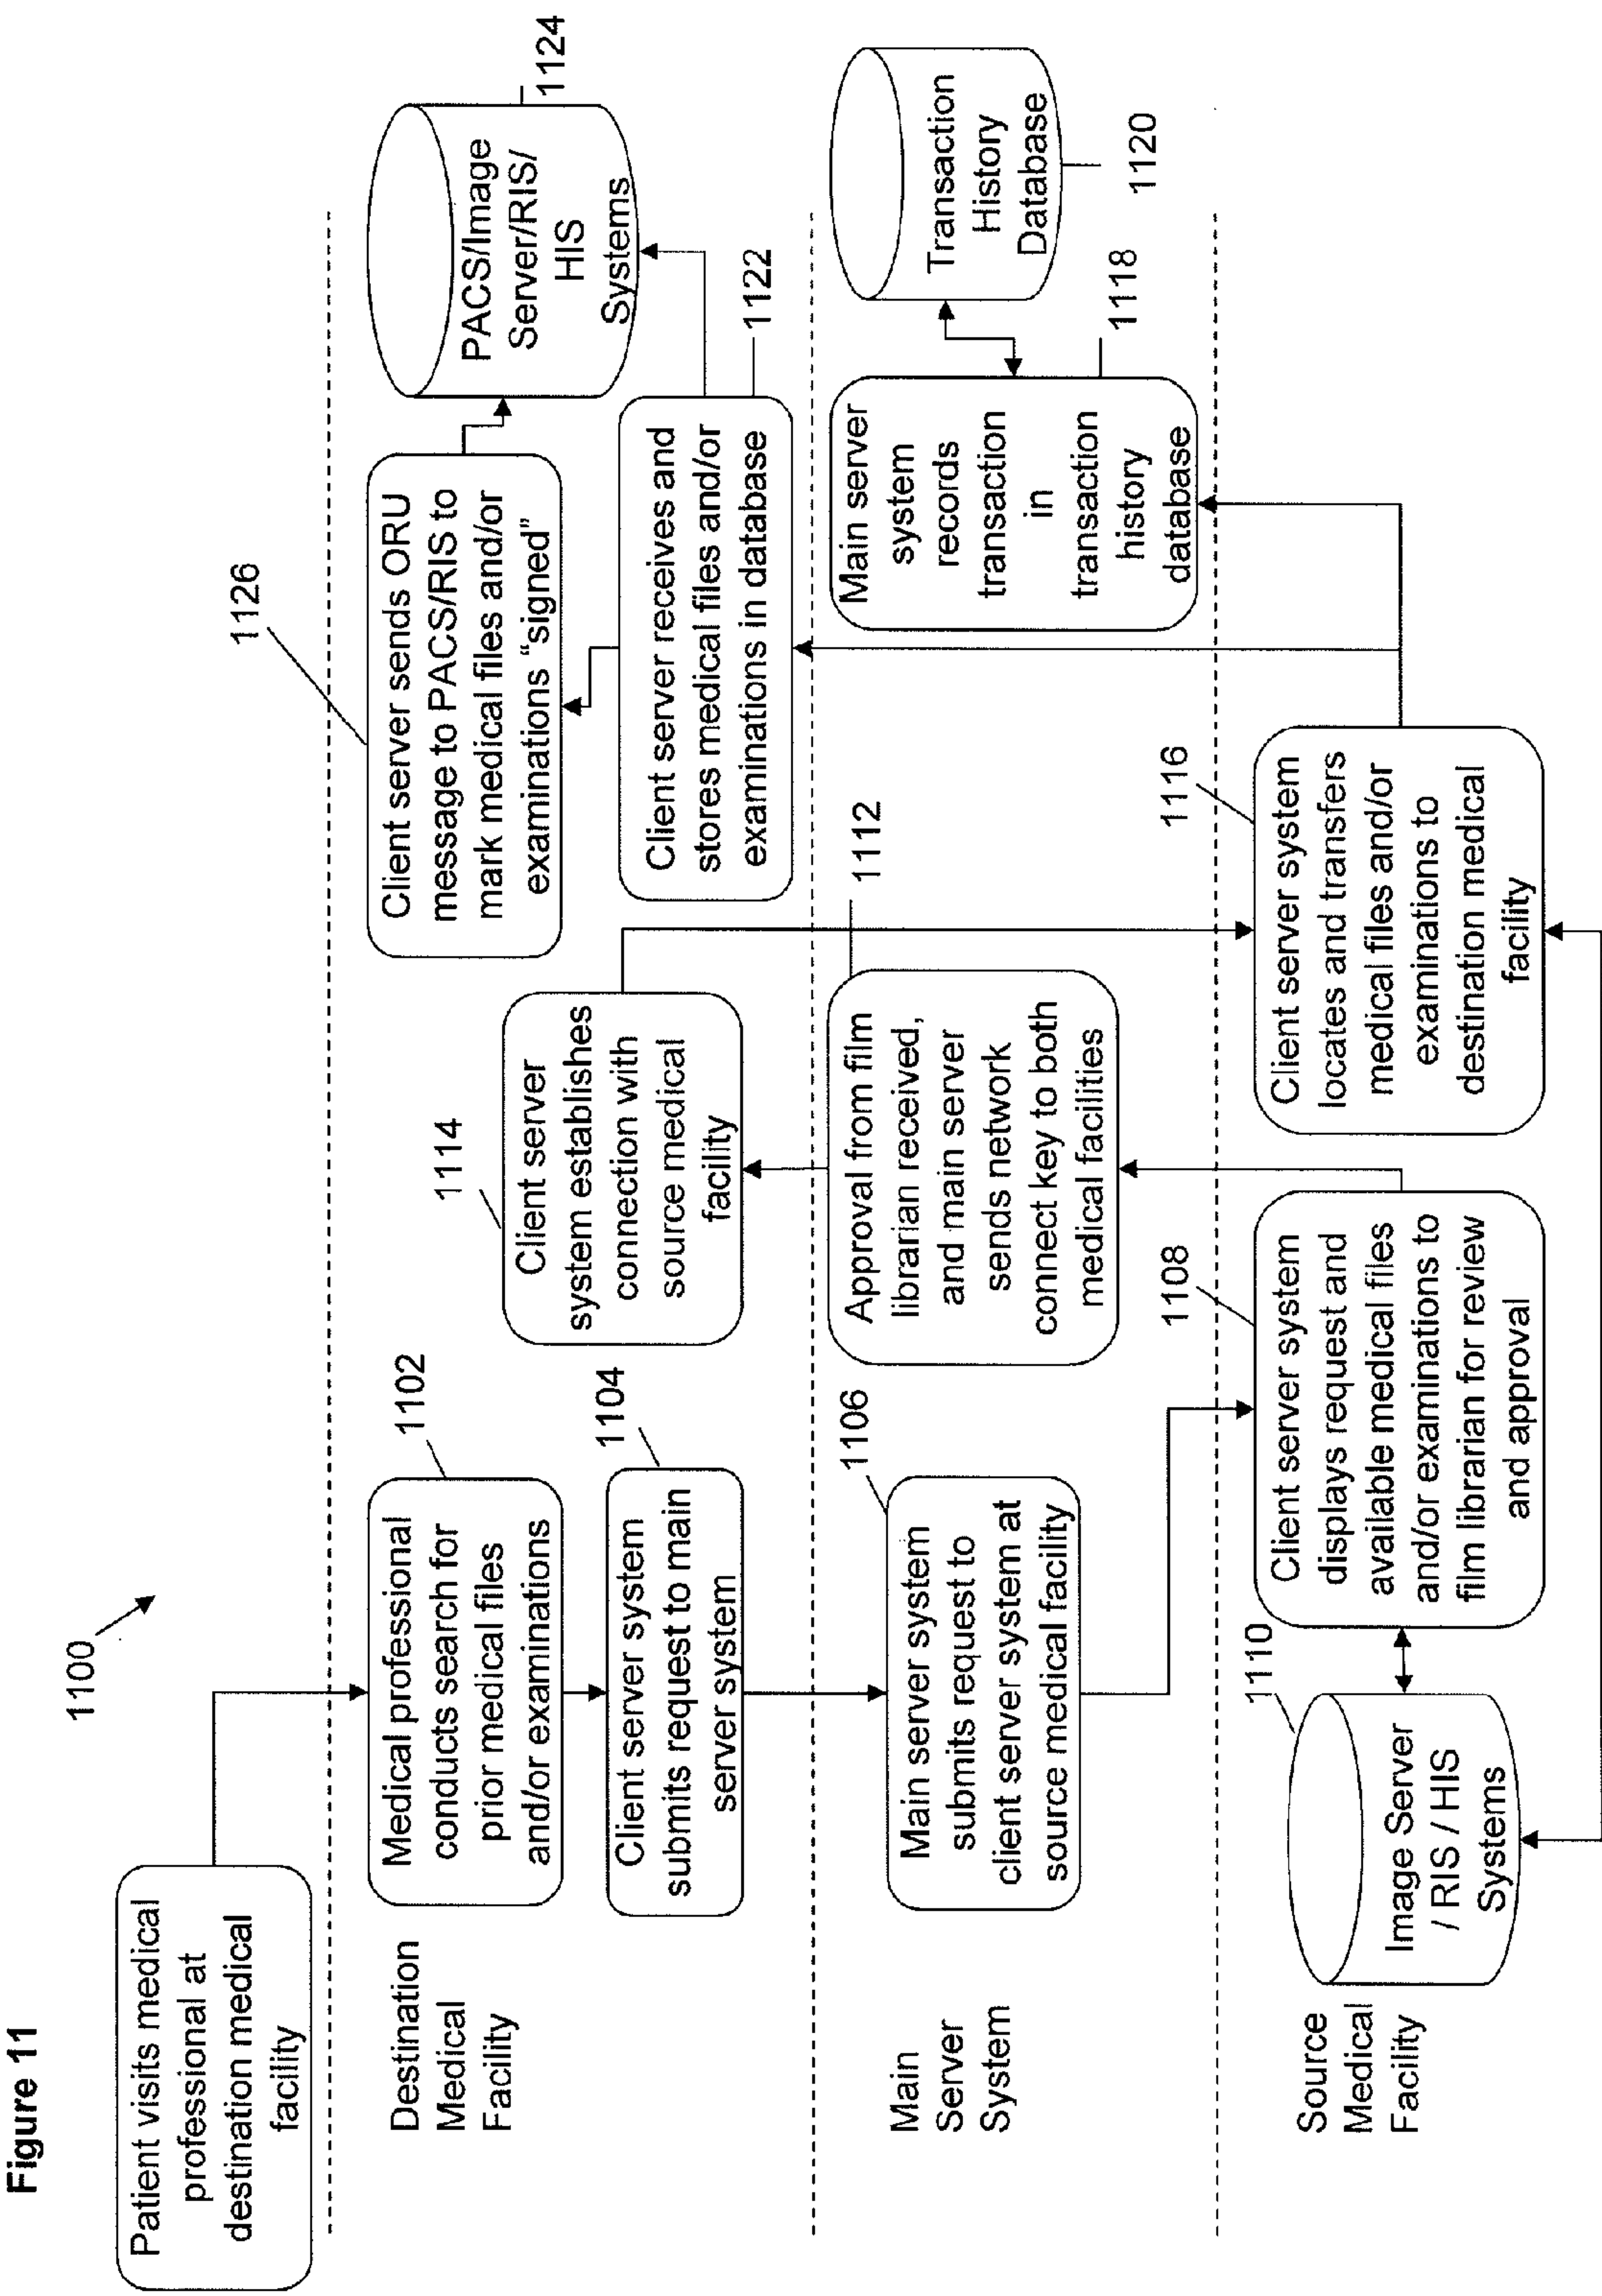 Figure 11
1100
Patient visits medical
professional at
destination medical
facility
Destination
Medical
Facility
1102
Medical professional
conducts search for
prior medical files
and/or examinations
1104
Client server system
submits request to main
server system
1114
Client server
system establishes
connection with
source medical
facility
1126
Client server sends ORU
message to PACS/RIS to
mark medical files and/or
examinations “signed”
Client server receives and
stores medical files and/or
examinations in database
1122
PACS/Image
Server/RIS/
HIS
Systems
1124
Main
Server
System
1106
Main server system
submits request to
client server system at
source medical facility
1112
Approval from film
librarian received,
and main server
sends network
connect key to both
medical facilities
Main server
system
records
transaction
in
transaction
history
database
1118
Transaction
History
Database
1120
Source
Medical
Facility
1110
Image Server
/ RIS / HIS
Systems
1108
Client server system
displays request and
available medical files
and/or examinations to
film librarian for review
and approval
1116
Client server system
locates and transfers
medical files and/or
examinations to
destination medical
facility